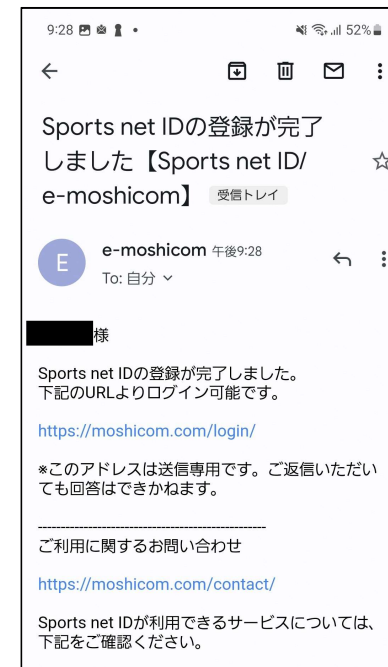 9:28 52%
Sports net IDの登録が完了
しました【Sports net ID/
e-moshicom】 受信トレイ
E
e-moshicom 午後9:28
To: 自分
様
Sports net IDの登録が完了しました。
下記のURLよりログイン可能です。
https://moshicom.com/login/
※このアドレスは送信専用です。ご返信いただい
ても回答はできかねます。
--------------------------------------------------
ご利用に関するお問い合わせ
https://moshicom.com/contact/
Sports net IDが利用できるサービスについては、
下記をご確認ください。